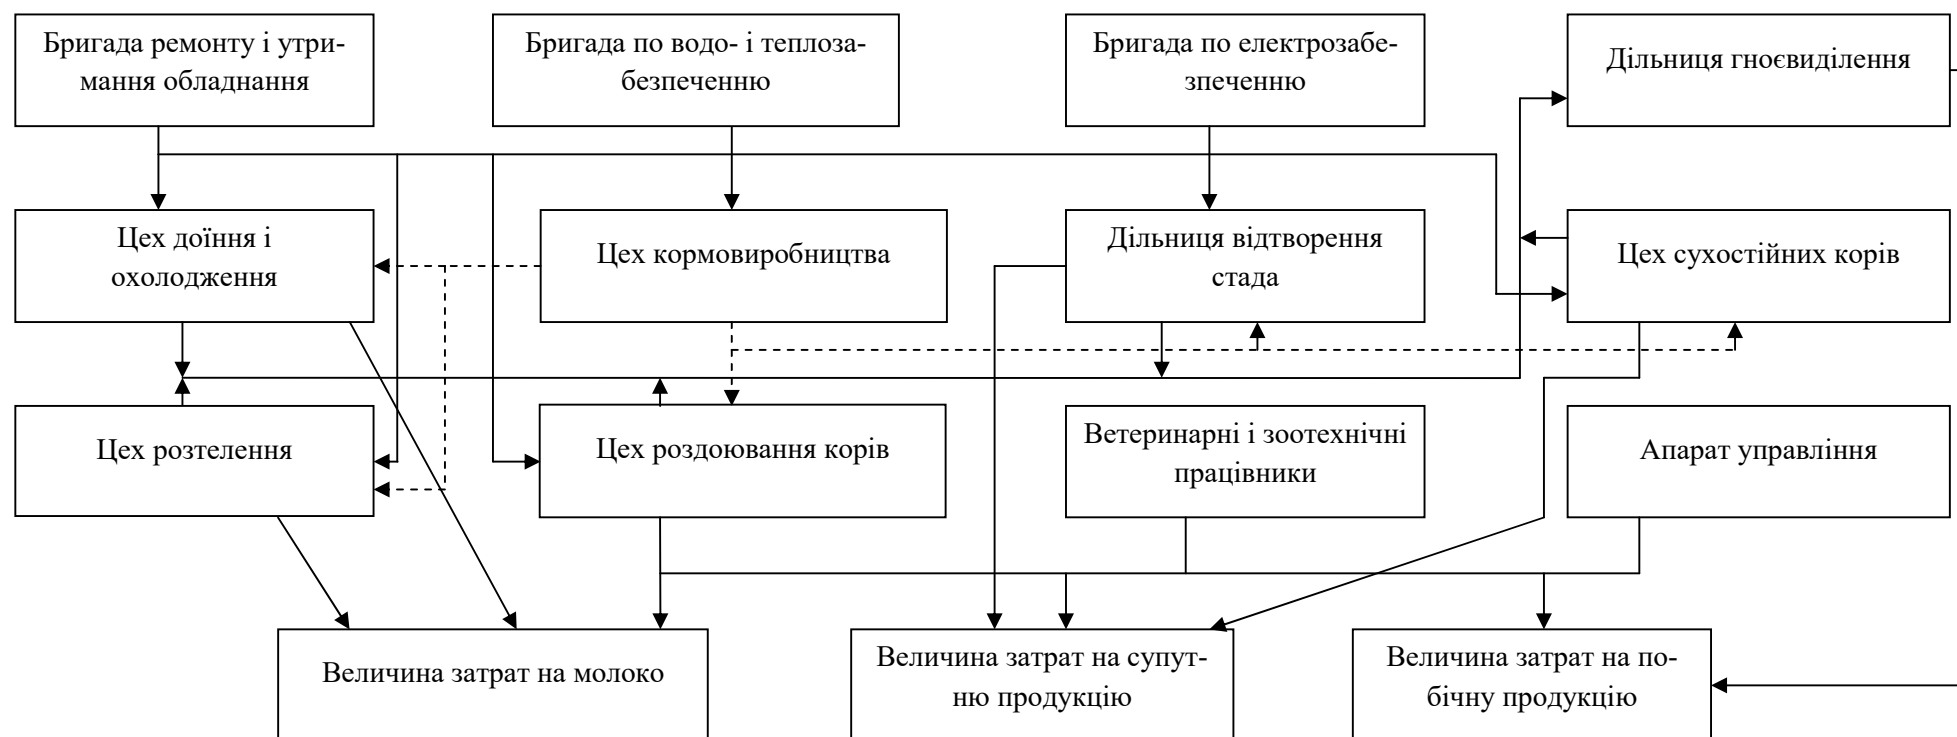 Бригада ремонту і утри-
мання обладнання
Бригада по водо- і теплоза-
безпеченню
Бригада по електрозабе-
зпеченню
Дільниця гноєвиділення
Цех доїння і
охолодження
Цех кормовиробництва
Дільниця відтворення
стада
Цех сухостійних корів
Цех розтелення
Цех роздоювання корів
Ветеринарні і зоотехнічні
працівники
Апарат управління
Величина затрат на молоко
Величина затрат на супут-
ню продукцію
Величина затрат на по-
бічну продукцію